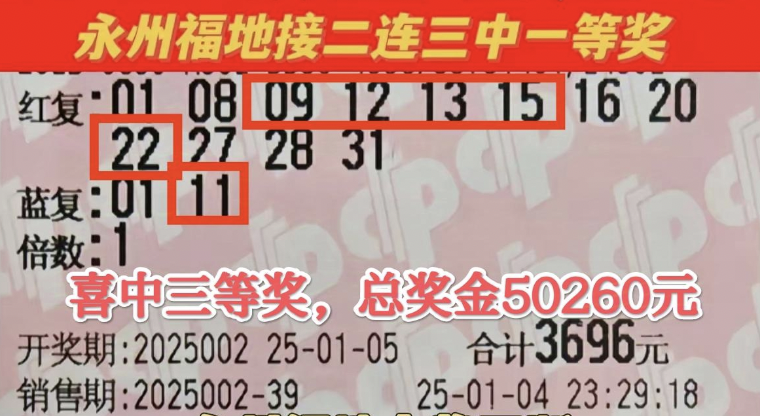 永州福地接二连三中一等奖
红复:01 08 09 12 13 15 16 20
22 27 28 31
蓝复:01 11
倍数:1
喜中三等奖，总奖金50260元
开奖期:2025002 25-01-05 合计3696元
销售期:2025002-39 25-01-04 23:29:18